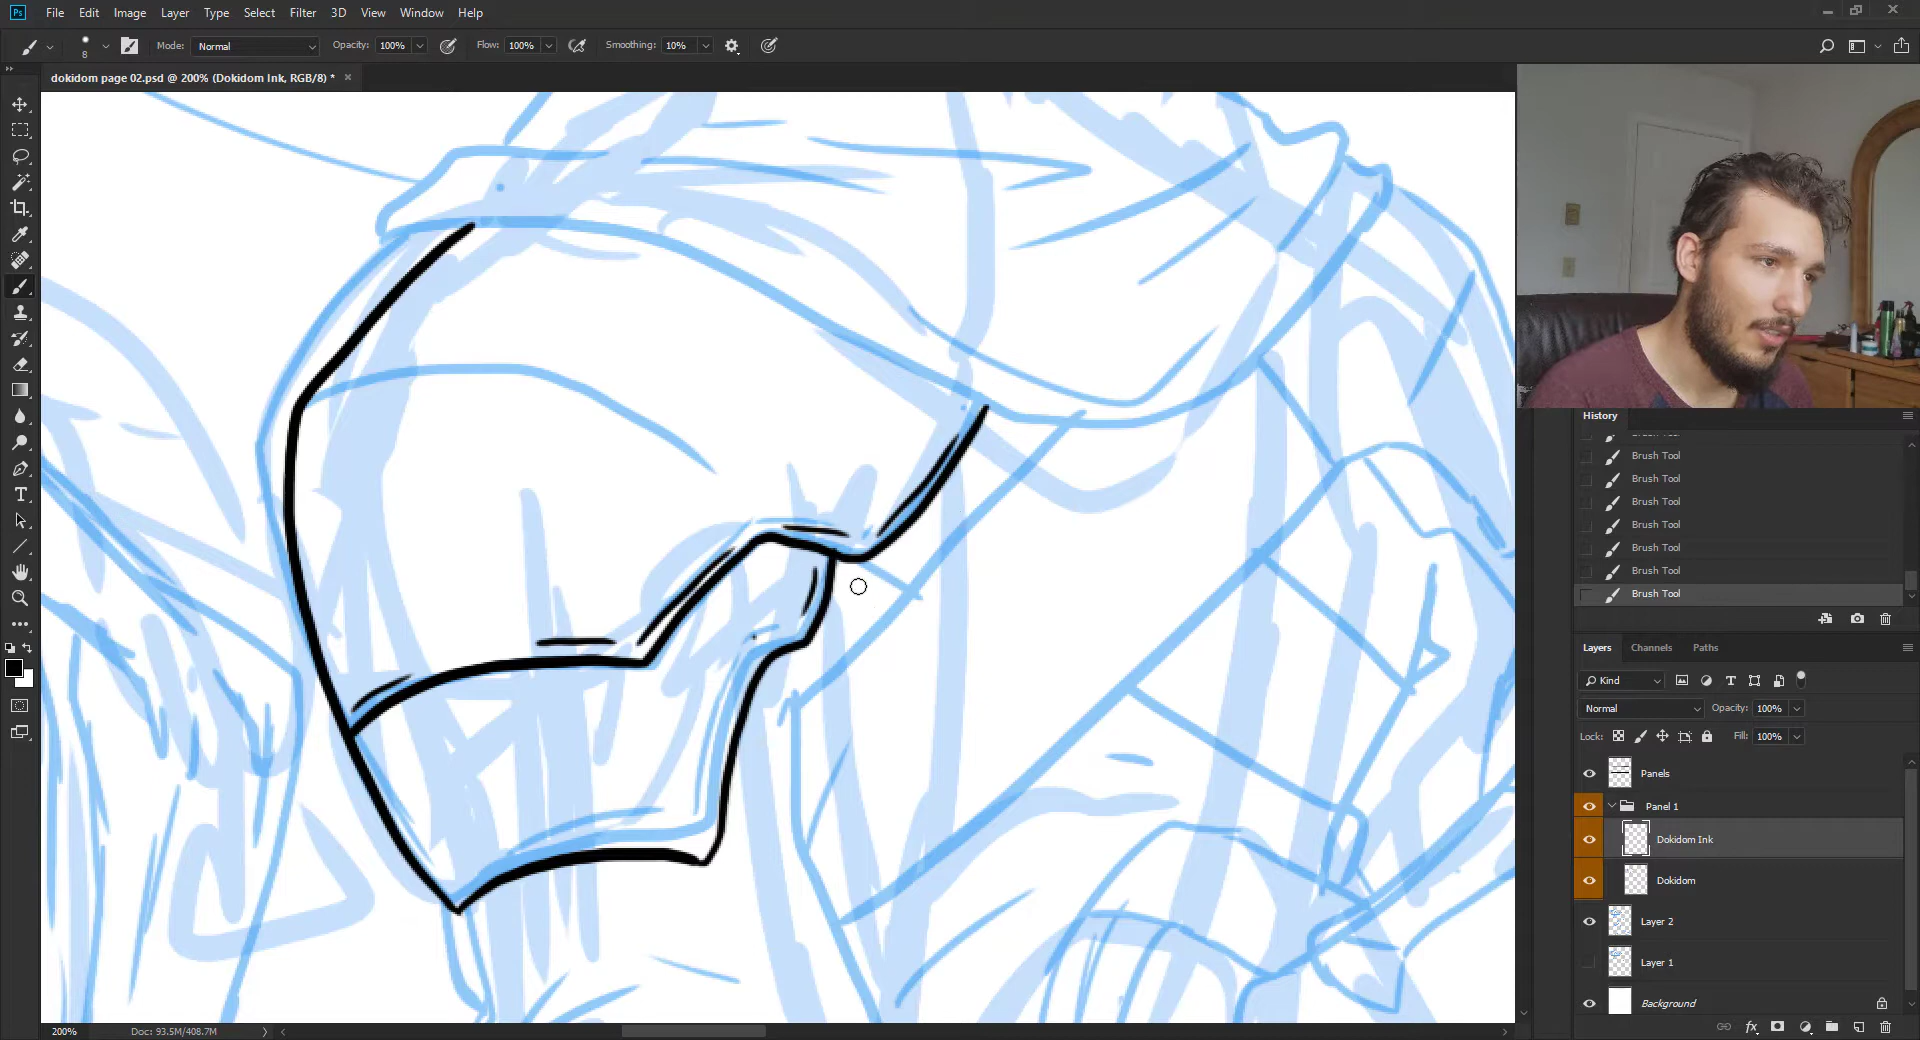 Ps File Edit Image Layer Type Select Filter 3D View Window Help
8 Mode: Normal Opacity: 100% Flow: 100% Smoothing: 10%
dokidom page 02.psd @ 200% (Dokidom Ink, RGB/8) *
History
Brush Tool
Brush Tool
Brush Tool
Brush Tool
Brush Tool
Brush Tool
Brush Tool
Brush Tool
Layers Channels Paths
Kind
Normal Opacity: 100%
Lock: Fill: 100%
Panels
Panel 1
Dokidom Ink
Dokidom
Layer 2
Layer 1
Background
200% Doc: 93.5M/408.7M